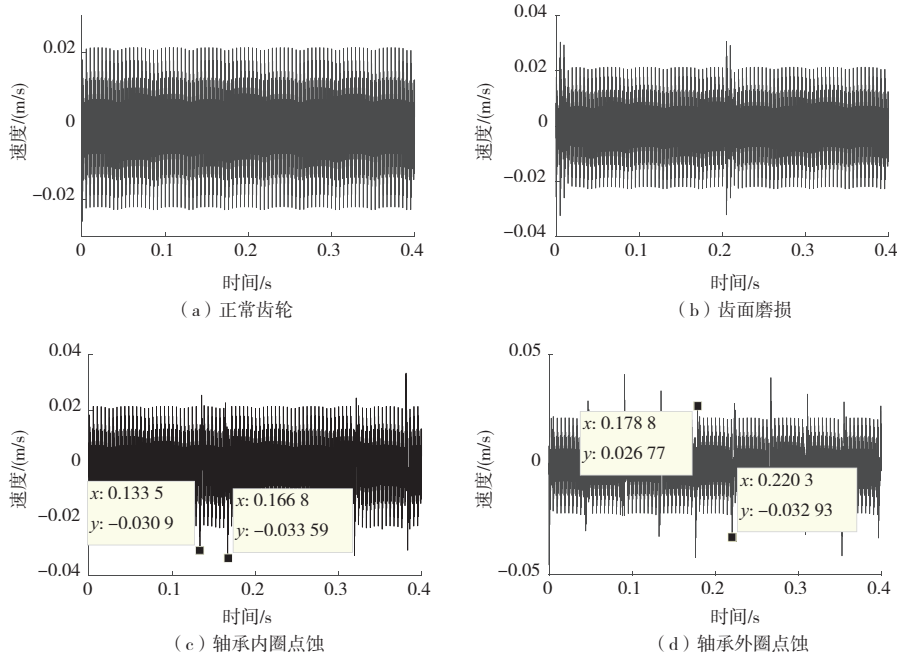 0.02
0
−0.02
速度/(m/s)
0 0.1 0.2 0.3 0.4
时间/s
（a）正常齿轮
0.04
0.02
0
−0.02
−0.04
速度/(m/s)
0 0.1 0.2 0.3 0.4
时间/s
（b）齿面磨损
0.04
0.02
0
−0.02
−0.04
速度/(m/s)
x: 0.133 5
y: −0.030 9
x: 0.166 8
y: −0.033 59
0 0.1 0.2 0.3 0.4
时间/s
（c）轴承内圈点蚀
0.05
0
−0.05
速度/(m/s)
x: 0.178 8
y: 0.026 77
x: 0.220 3
y: −0.032 93
0 0.1 0.2 0.3 0.4
时间/s
（d）轴承外圈点蚀